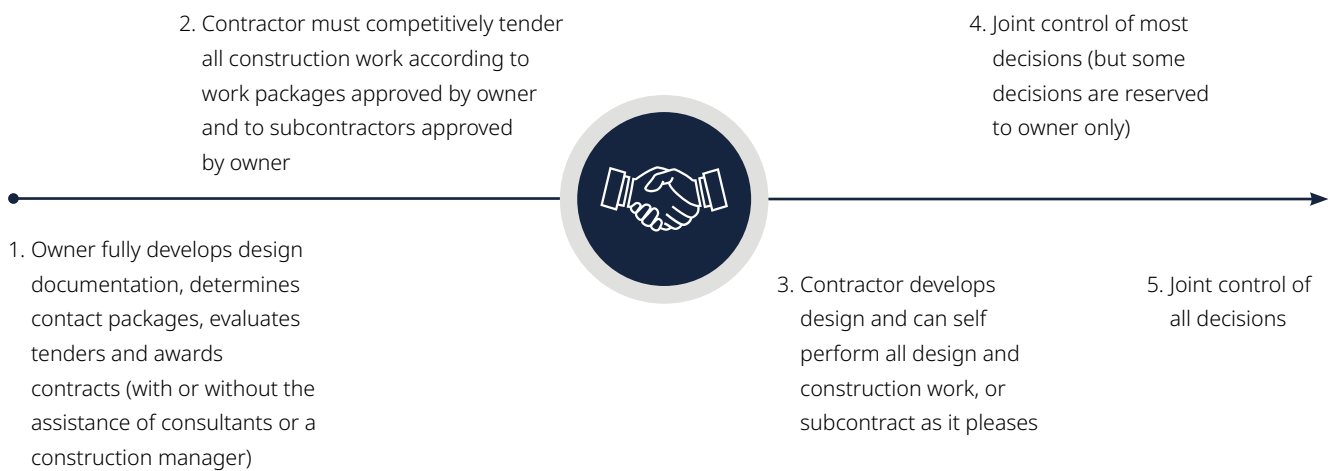 1. Owner fully develops design
documentation, determines
contact packages, evaluates
tenders and awards
contracts (with or without the
assistance of consultants or a
construction manager)
2. Contractor must competitively tender
all construction work according to
work packages approved by owner
and to subcontractors approved
by owner
3. Contractor develops
design and can self
perform all design and
construction work, or
subcontract as it pleases
4. Joint control of most
decisions (but some
decisions are reserved
to owner only)
5. Joint control of
all decisions